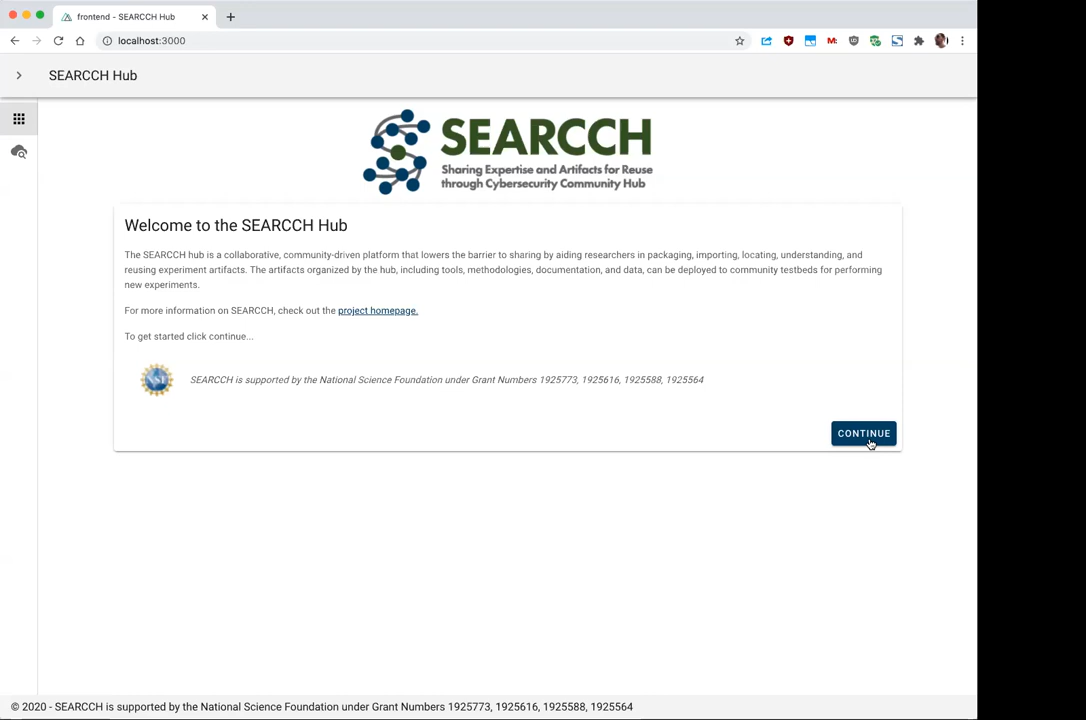 frontend - SEARCCH Hub
localhost:3000
SEARCCH Hub
SEARCCH
Sharing Expertise and Artifacts for Reuse
through Cybersecurity Community Hub
Welcome to the SEARCCH Hub
The SEARCCH hub is a collaborative, community-driven platform that lowers the barrier to sharing by aiding researchers in packaging, importing, locating, understanding, and
reusing experiment artifacts. The artifacts organized by the hub, including tools, methodologies, documentation, and data, can be deployed to community testbeds for performing
new experiments.
For more information on SEARCCH, check out the project homepage.
To get started click continue...
NSF
SEARCCH is supported by the National Science Foundation under Grant Numbers 1925773, 1925616, 1925588, 1925564
CONTINUE
© 2020 - SEARCCH is supported by the National Science Foundation under Grant Numbers 1925773, 1925616, 1925588, 1925564